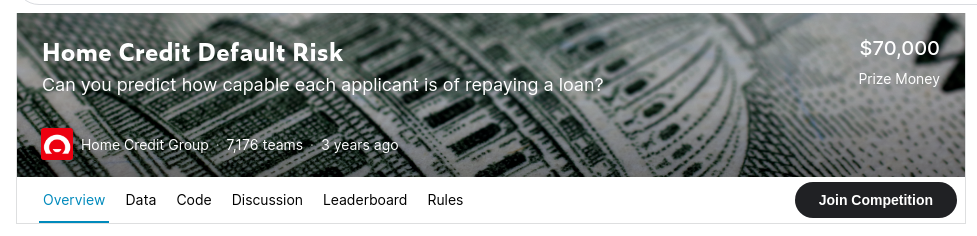 Home Credit Default Risk
$70,000
Can you predict how capable each applicant is of repaying a loan?
Prize Money
Home Credit Group · 7,176 teams · 3 years ago
Overview Data Code Discussion Leaderboard Rules Join Competition